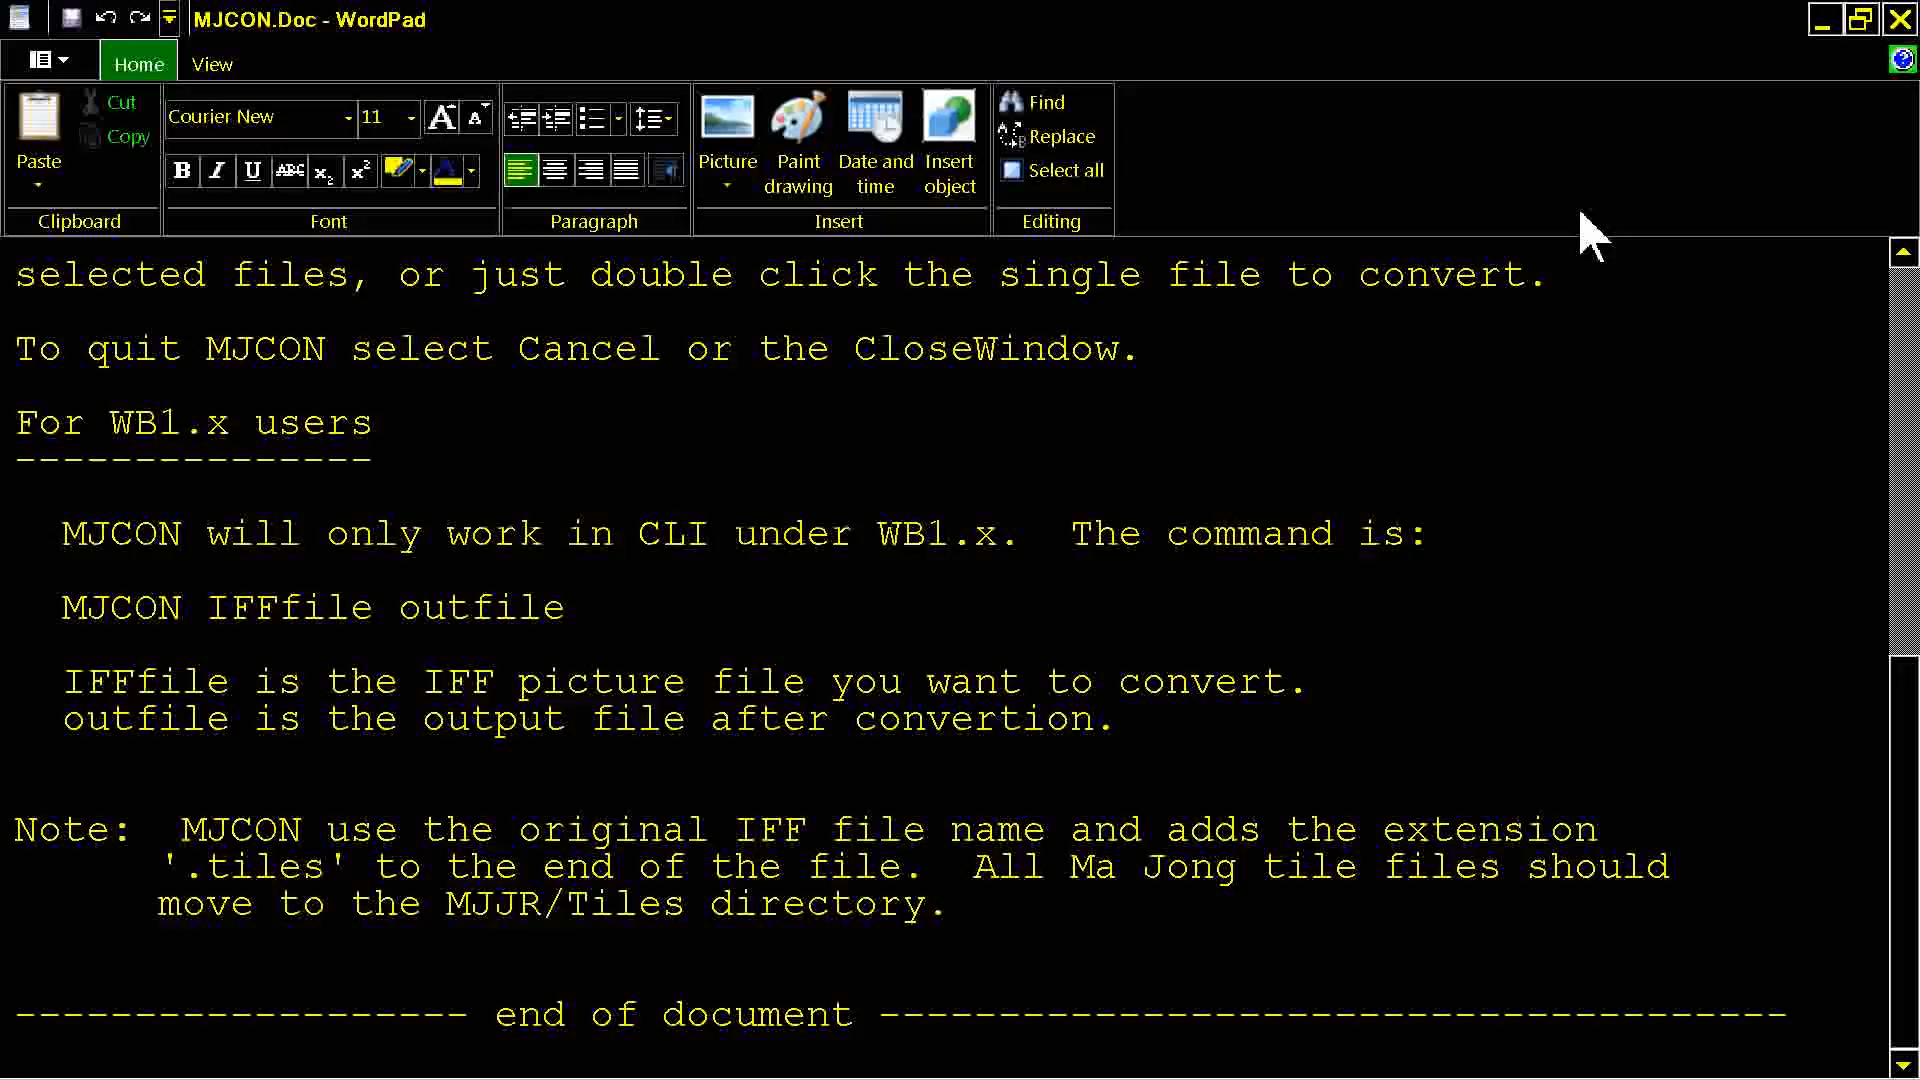 MJCON.Doc - WordPad
Home
View
Paste
Cut
Copy
Clipboard
Courier New
11
A A
B I U abc x2 x2
Font
Paragraph
Picture
Paint drawing
Date and time
Insert object
Insert
Find
Replace
Select all
Editing
selected files, or just double click the single file to convert.
To quit MJCON select Cancel or the CloseWindow.
For WB1.x users
---------------
MJCON will only work in CLI under WB1.x.  The command is:
MJCON IFFfile outfile
IFFfile is the IFF picture file you want to convert.
outfile is the output file after convertion.
Note:  MJCON use the original IFF file name and adds the extension
'.tiles' to the end of the file.  All Ma Jong tile files should
move to the MJJR/Tiles directory.
------------------- end of document --------------------------------------